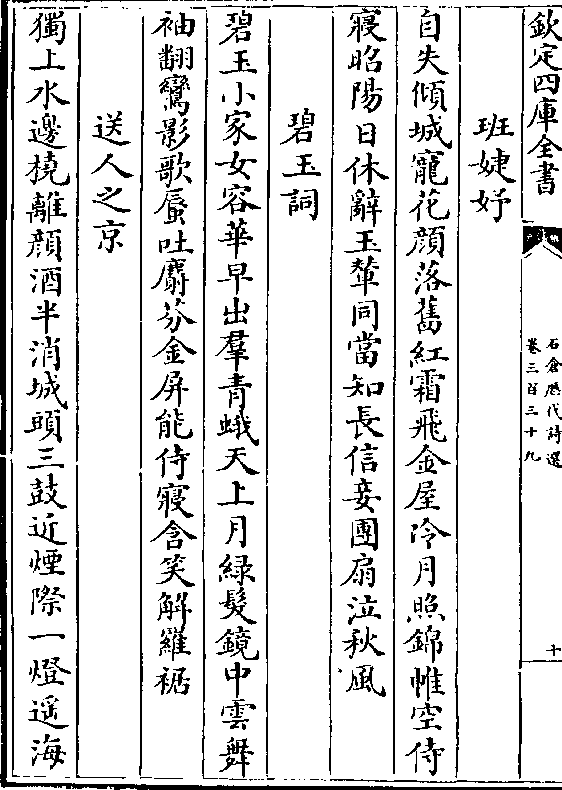 欽定四庫全書
石倉歷代詩選
卷三百三十九
十
班婕妤
自失傾城寵花顔落舊紅霜飛金屋冷月照錦帷空侍
寢昭陽日休辭玉輦同當知長信妾團扇泣秋風
碧玉詞
碧玉小家女容華早出羣青蛾天上月緑髮鏡中雲舞
袖翻鸞影歌脣吐麝芬金屏能侍寢含笑解羅裾
送人之京
獨上水邊橈離顔酒半消城頭三鼓近煙際一燈遥海